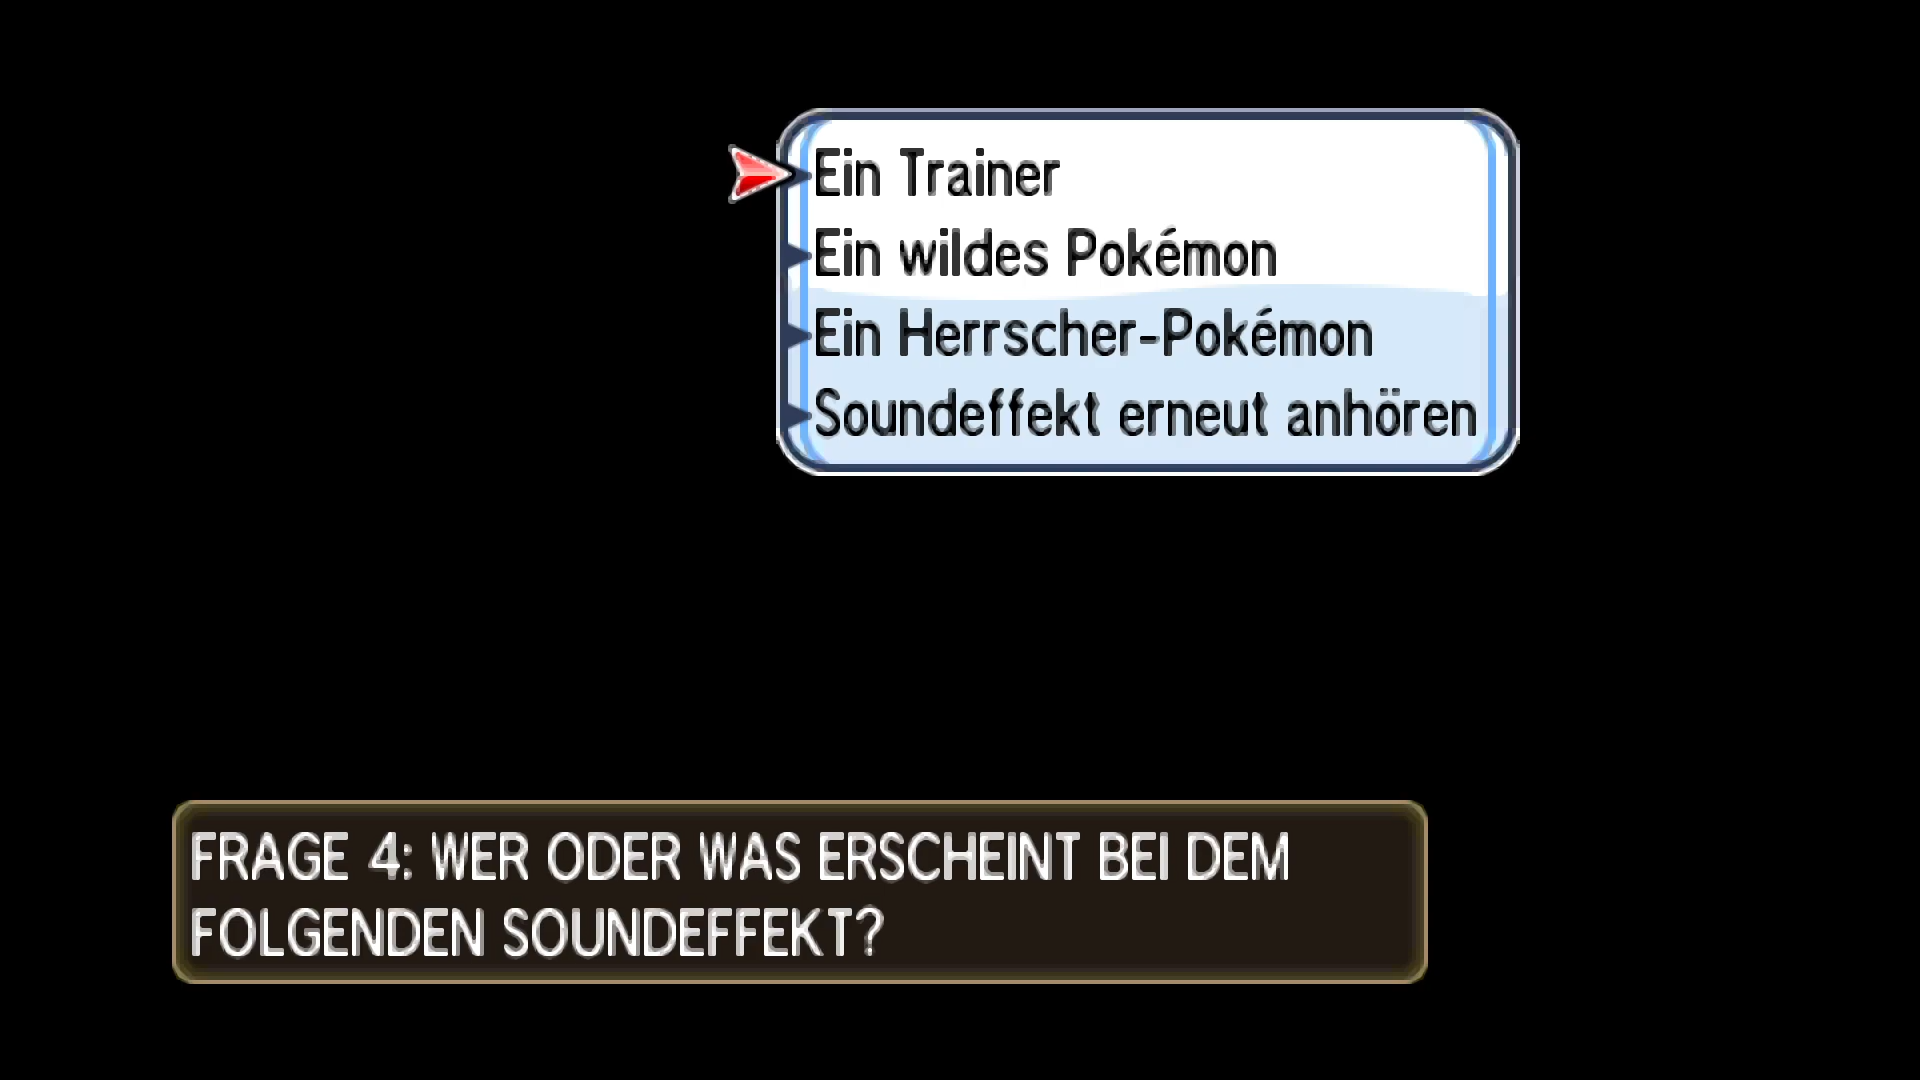 Ein Trainer
Ein wildes Pokémon
Ein Herrscher-Pokémon
Soundeffekt erneut anhören
FRAGE 4: WER ODER WAS ERSCHEINT BEI DEM
FOLGENDEN SOUNDEFFEKT?